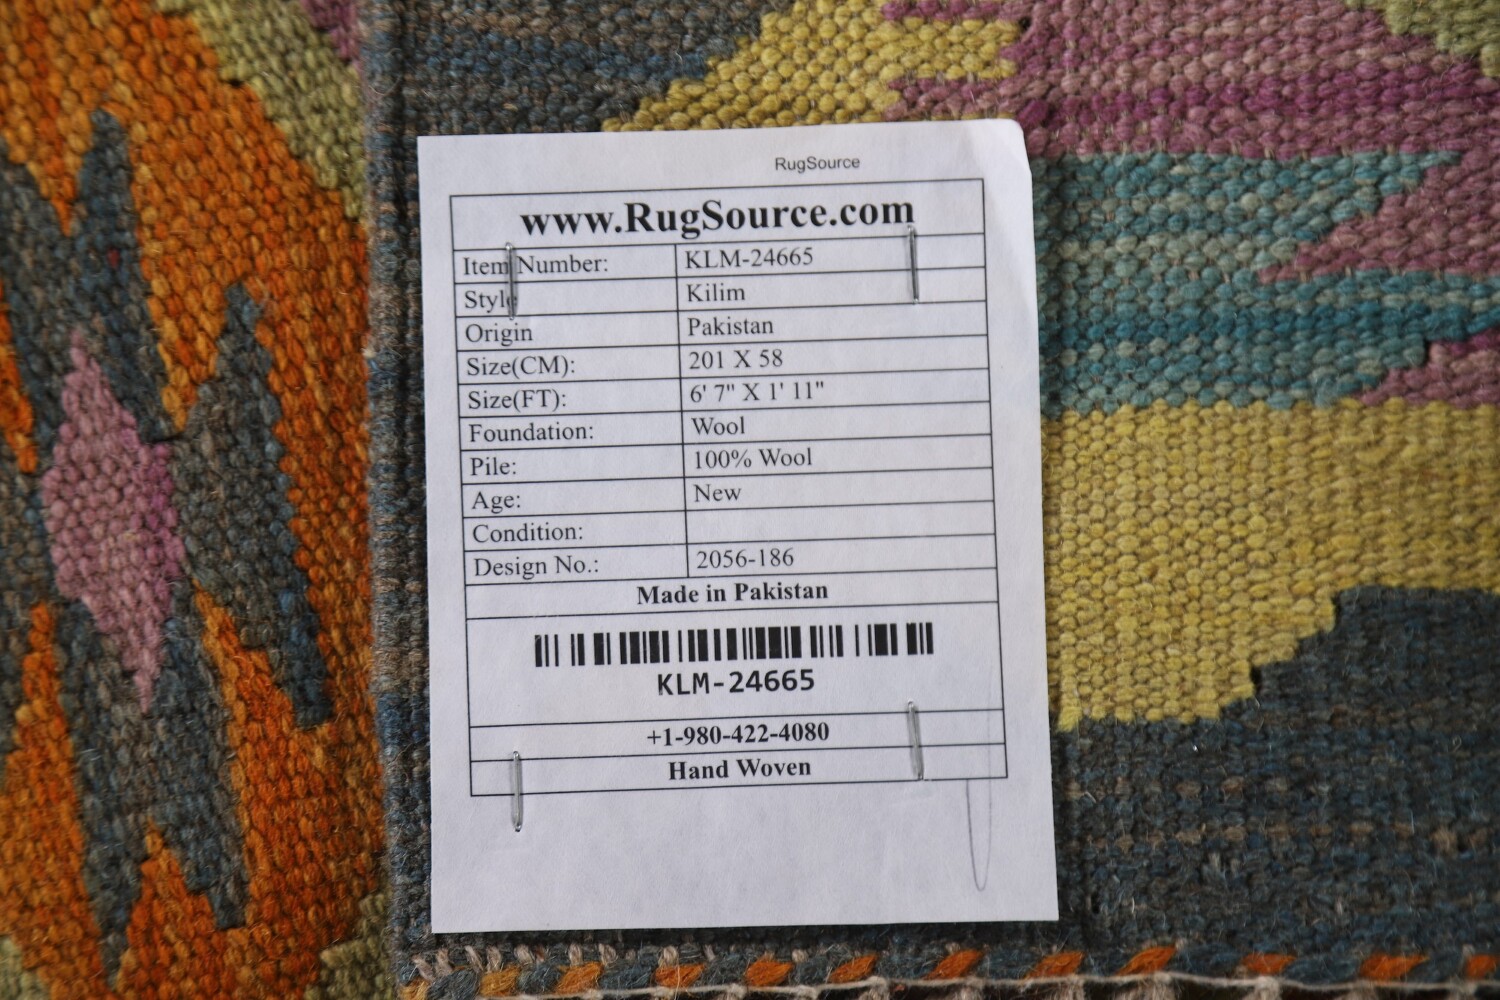 RugSource
www.RugSource.com
Item Number: KLM-24665
Style Kilim
Origin Pakistan
Size(CM): 201 X 58
Size(FT): 6' 7" X 1' 11"
Foundation: Wool
Pile: 100% Wool
Age: New
Condition:
Design No.: 2056-186
Made in Pakistan
KLM-24665
+1-980-422-4080
Hand Woven